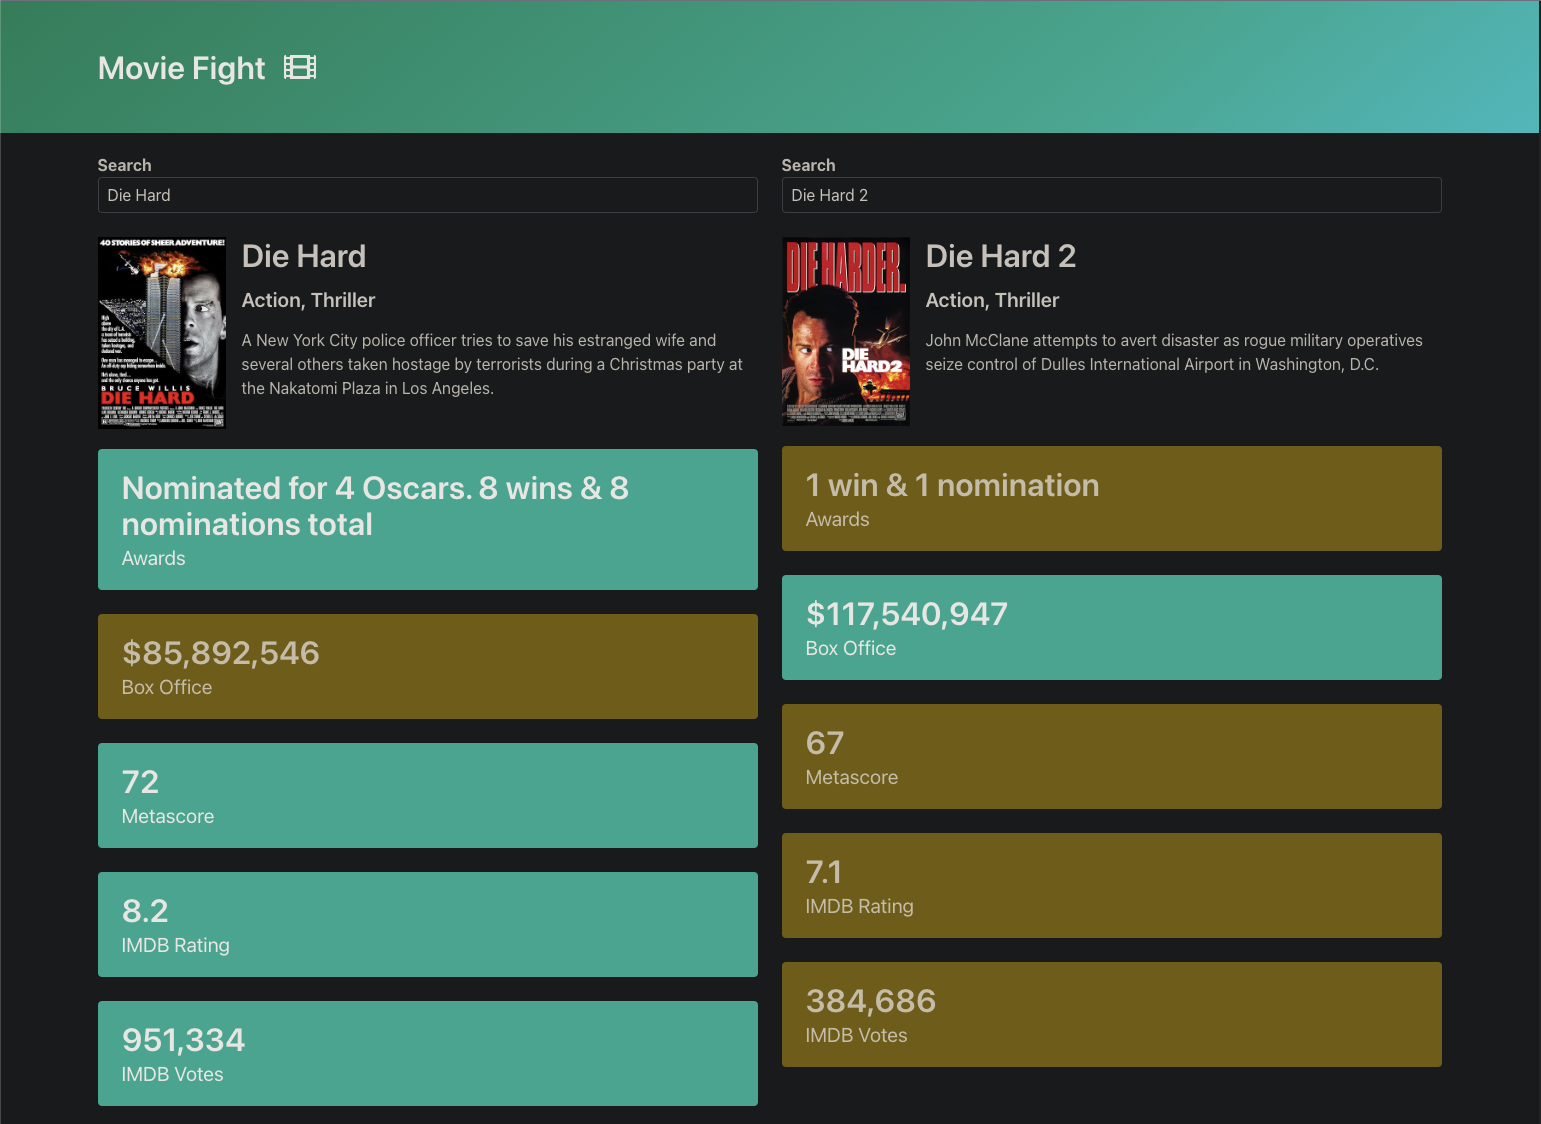 Movie Fight
Search
Die Hard
40 STORIES OF SHEER ADVENTURE!
BRUCE WILLIS
DIE HARD
Die Hard
Action, Thriller
A New York City police officer tries to save his estranged wife and
several others taken hostage by terrorists during a Christmas party at
the Nakatomi Plaza in Los Angeles.
Nominated for 4 Oscars. 8 wins & 8
nominations total
Awards
$85,892,546
Box Office
72
Metascore
8.2
IMDB Rating
951,334
IMDB Votes
Search
Die Hard 2
DIE HARDER.
DIE
HARD2
Die Hard 2
Action, Thriller
John McClane attempts to avert disaster as rogue military operatives
seize control of Dulles International Airport in Washington, D.C.
1 win & 1 nomination
Awards
$117,540,947
Box Office
67
Metascore
7.1
IMDB Rating
384,686
IMDB Votes